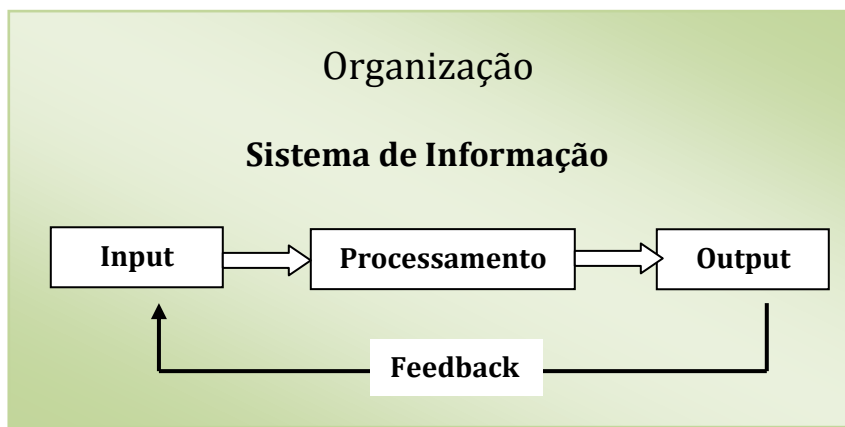 Organização
Sistema de Informação
Input
Processamento
Output
Feedback